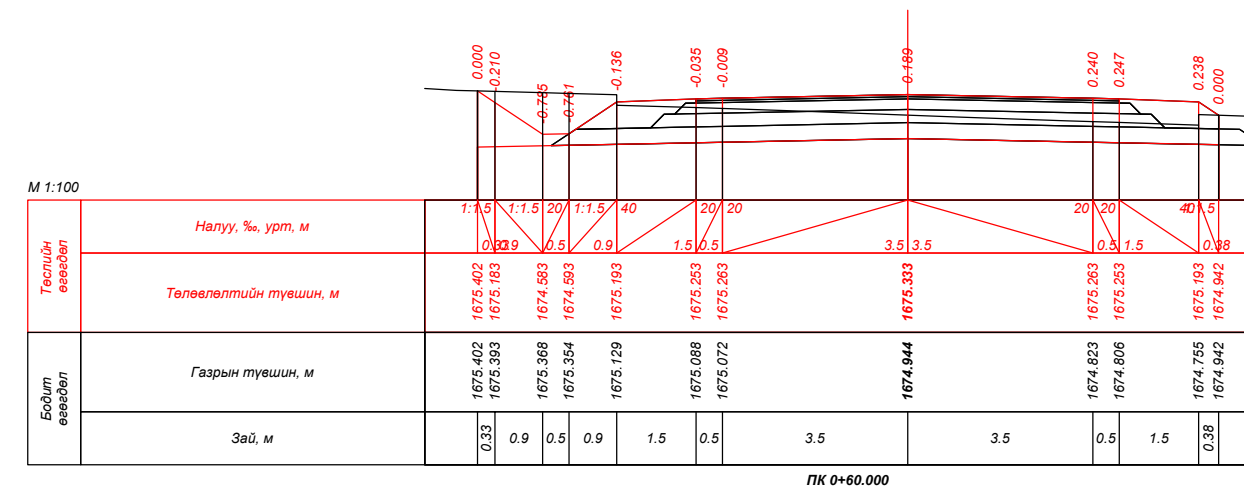 0.000 -0.210 -0.785 -0.761 -0.136 -0.035 -0.009 0.189 0.240 0.247 0.238 0.000
М 1:100
Төслийн өгөгдөл
Налуу, ‰, урт, м
1:1.5 1:1.5 20 1:1.5 40 20 20 20 20 40 1:1.5
0.33 0.9 0.5 0.9 1.5 0.5 3.5 3.5 0.5 1.5 0.38
Төлөвлөлтийн түвшин, м
1675.402 1675.183 1674.583 1674.593 1675.193 1675.253 1675.263 1675.333 1675.263 1675.253 1675.193 1674.942
Бодит өгөгдөл
Газрын түвшин, м
1675.402 1675.393 1675.368 1675.354 1675.129 1675.088 1675.072 1674.944 1674.823 1674.806 1674.755 1674.942
Зай, м
0.33 0.9 0.5 0.9 1.5 0.5 3.5 3.5 0.5 1.5 0.38
ПК 0+60.000